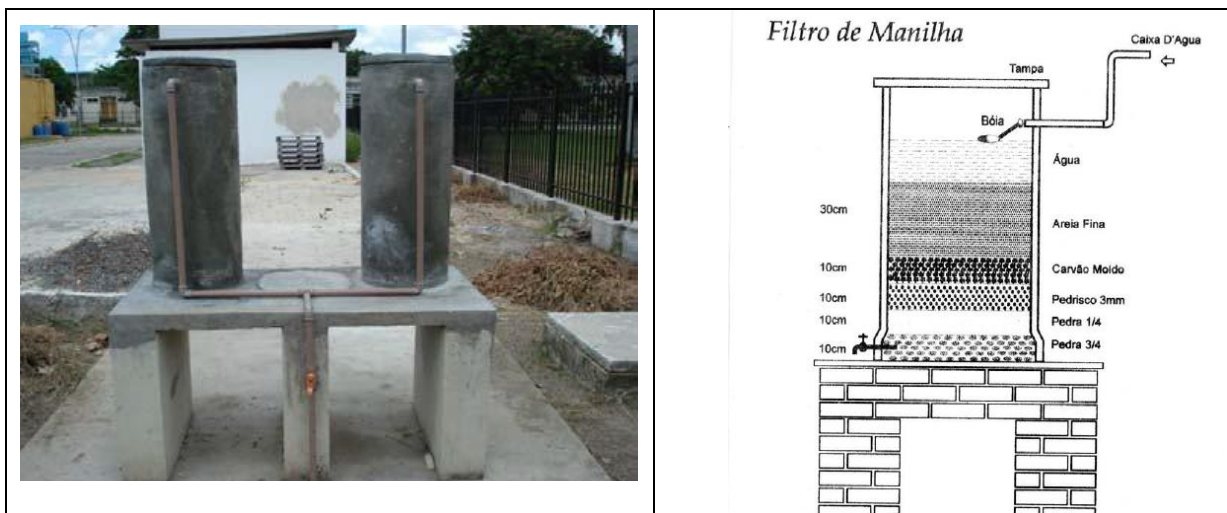 Filtro de Manilha
Caixa D'Agua
Tampa
Bóia
Água
30cm
Areia Fina
10cm
Carvão Moído
10cm
Pedrisco 3mm
10cm
Pedra 1/4
10cm
Pedra 3/4